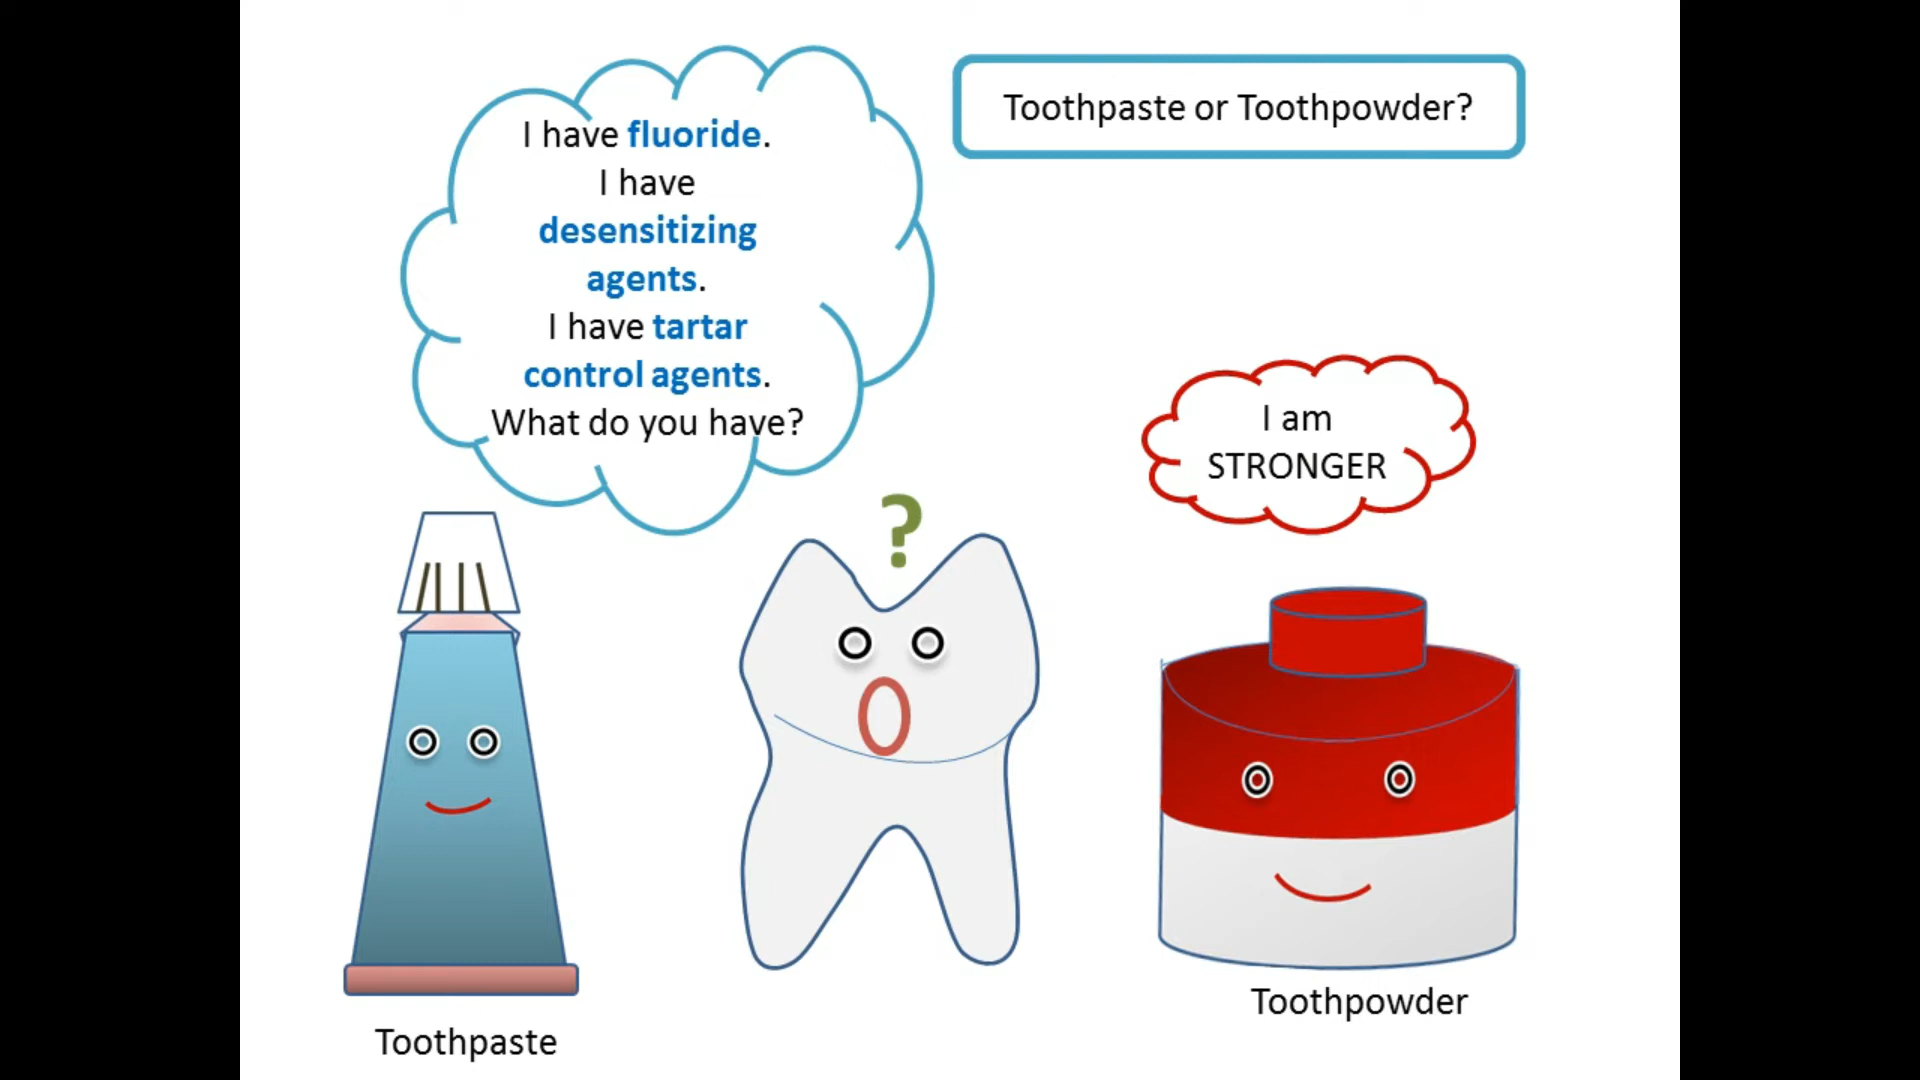 Toothpaste or Toothpowder?
I have fluoride.
I have
desensitizing
agents.
I have tartar
control agents.
What do you have?
I am
STRONGER
?
Toothpaste
Toothpowder